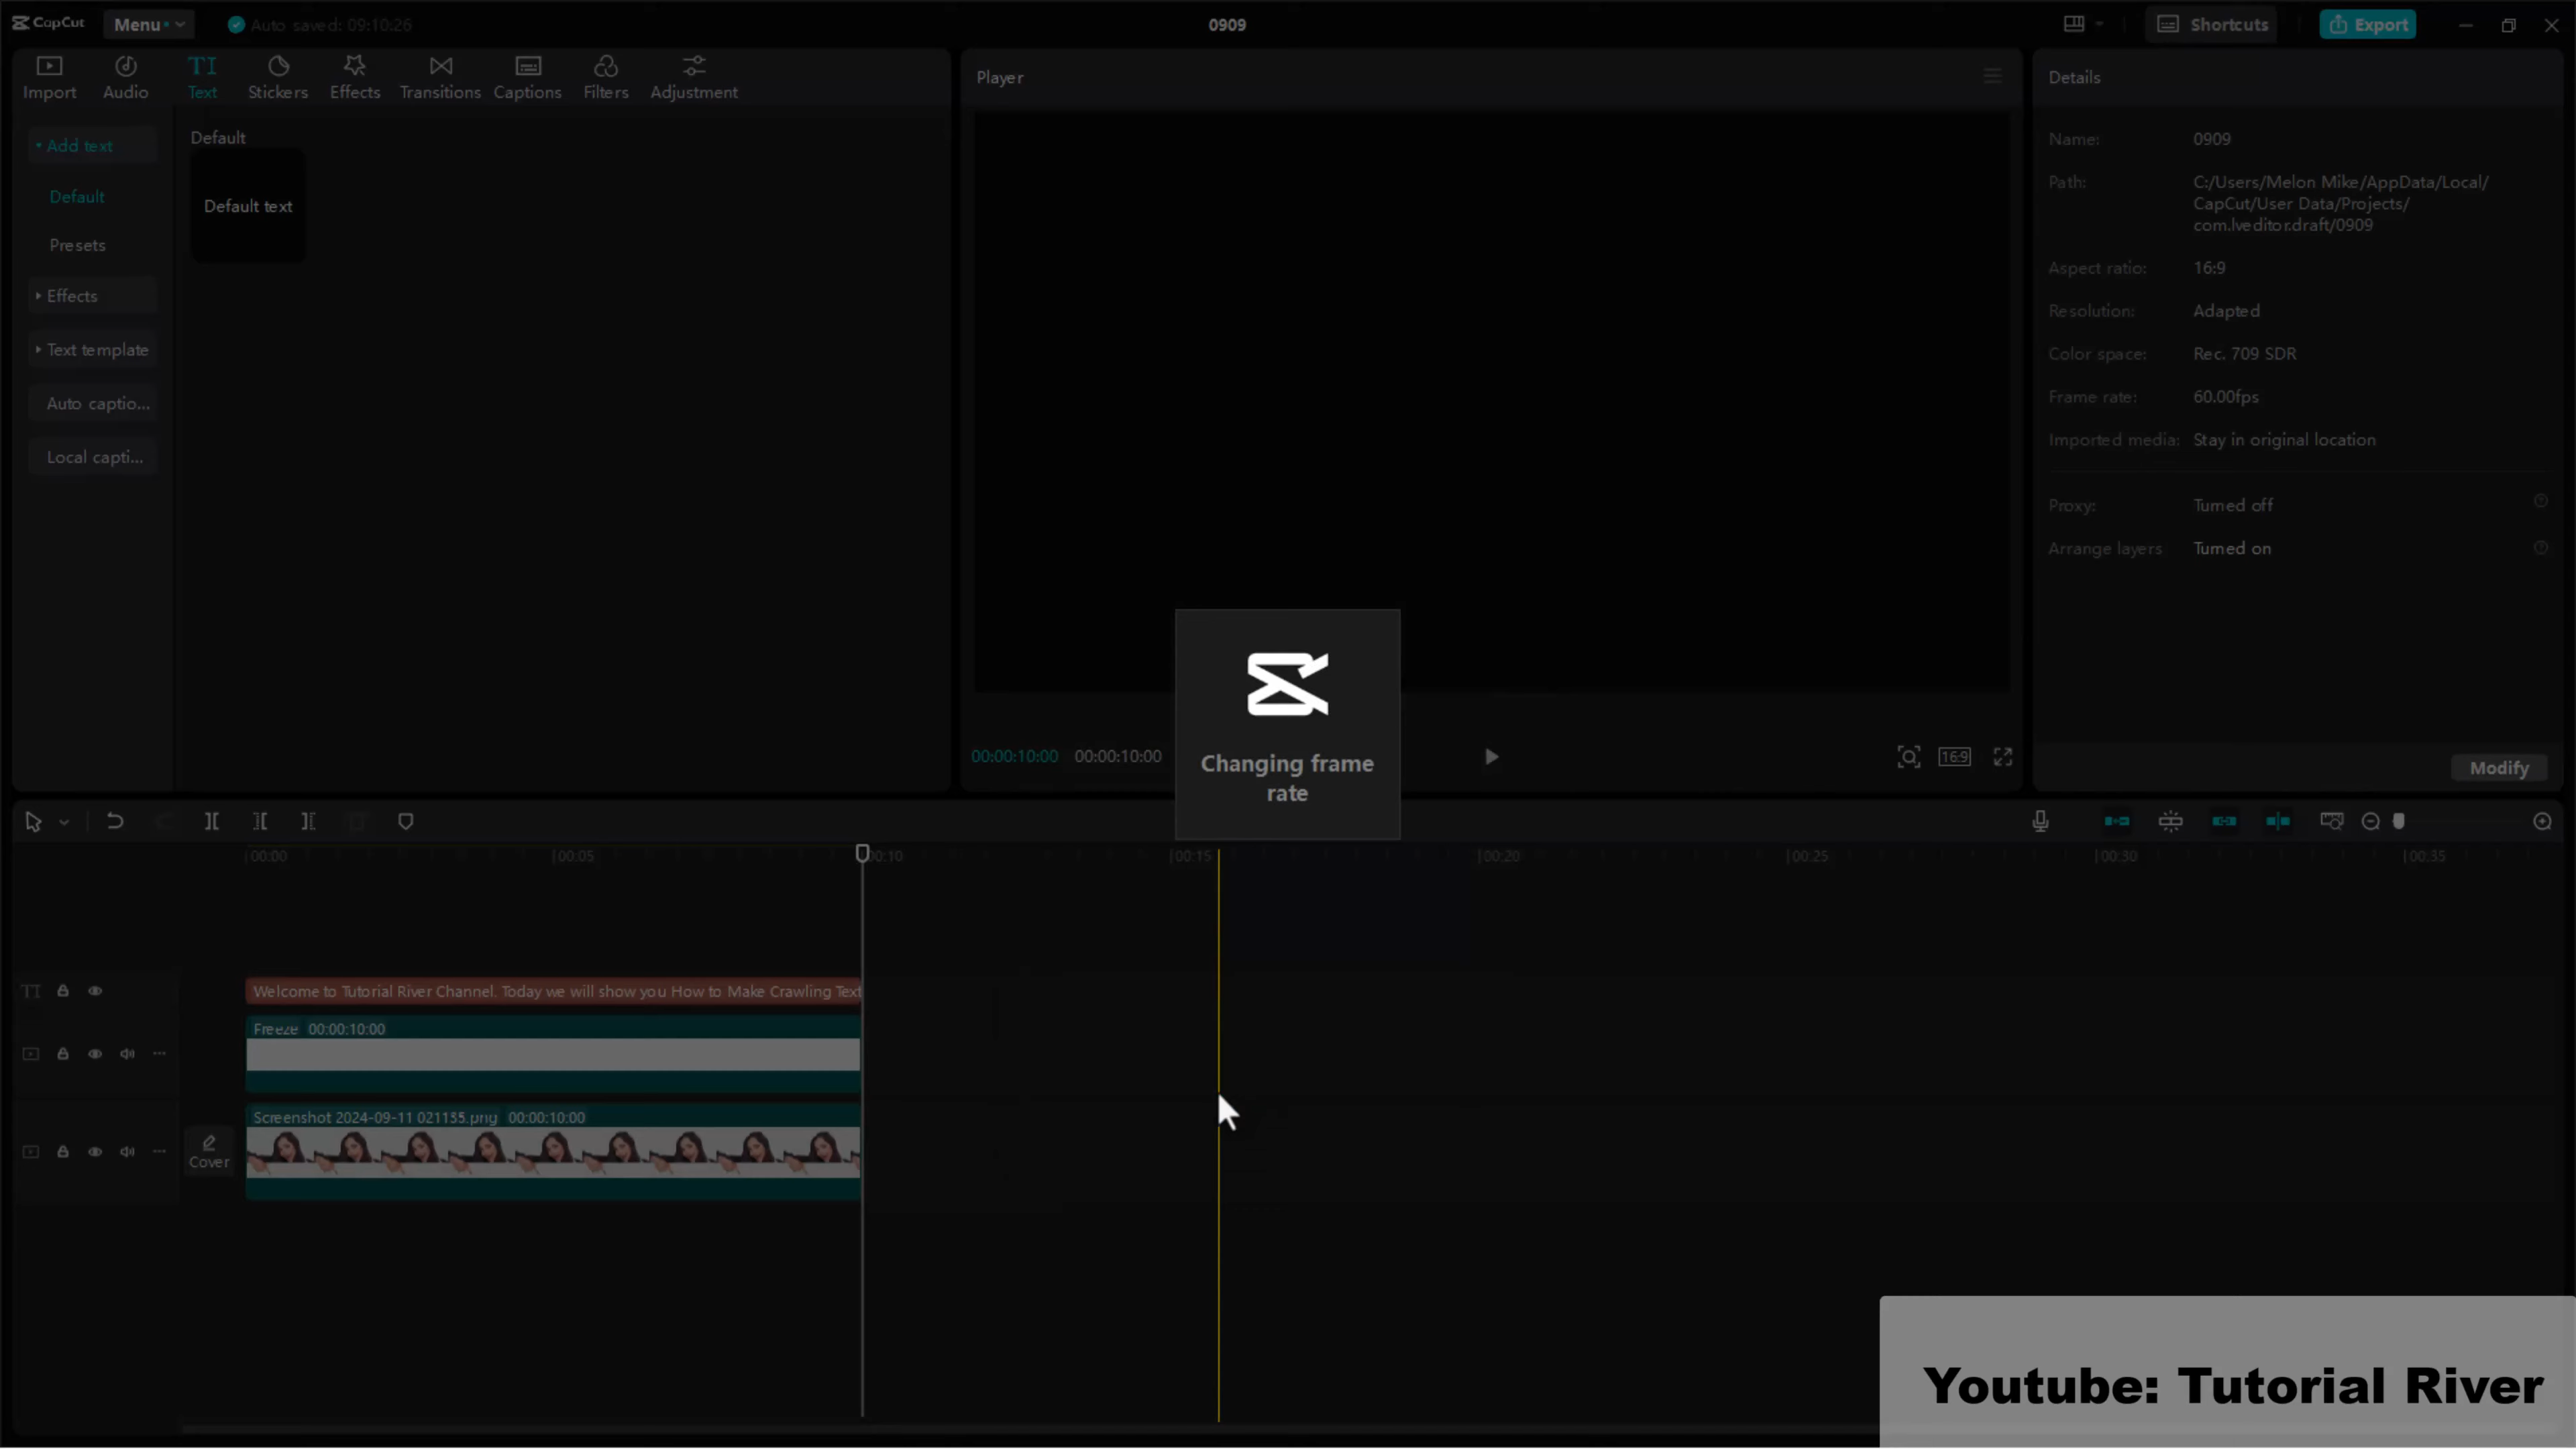 CapCut
Menu
Auto saved: 09:10:26
0909
Shortcuts
Export
Import
Audio
TI
Text
Stickers
Effects
Transitions
Captions
Filters
Adjustment
Add text
Default
Presets
Effects
Text template
Auto captio...
Local capti...
Default
Default text
Player
00:00:10:00
00:00:10:00
16:9
Changing frame
rate
Details
Name: 0909
Path: C:/Users/Melon Mike/AppData/Local/
CapCut/User Data/Projects/
com.lveditor.draft/0909
Aspect ratio: 16:9
Resolution: Adapted
Color space: Rec. 709 SDR
Frame rate: 60.00fps
Imported media: Stay in original location
Proxy: Turned off
Arrange layers Turned on
Modify
00:00
00:05
00:10
00:15
00:20
00:25
00:30
00:35
TI
Welcome to Tutorial River Channel. Today we will show you How to Make Crawling Text
Freeze 00:00:10:00
Screenshot 2024-09-11 021155.png 00:00:10:00
Cover
Youtube: Tutorial River